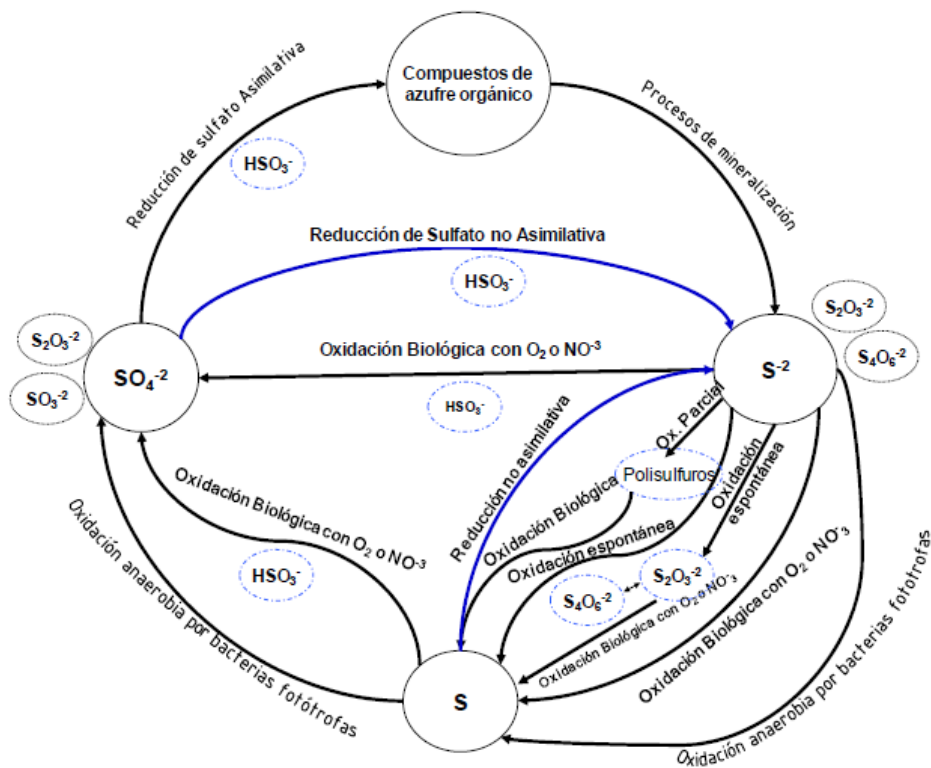 Compuestos de
azufre orgánico
Reducción de sulfato Asimilativa
Procesos de mineralización
HSO₃⁻
Reducción de Sulfato no Asimilativa
HSO₃⁻
S₂O₃⁻²
S₂O₃⁻²
S₄O₆⁻²
SO₄⁻²
SO₃⁻²
Oxidación Biológica con O₂ o NO⁻³
S⁻²
HSO₃⁻
Ox. Parcial
Polisulfuros
Oxidación
espontánea
Reducción no asimilativa
Oxidación Biológica
Oxidación espontánea
Oxidación Biológica con O₂ o NO⁻³
HSO₃⁻
S₄O₆⁻²
S₂O₃⁻²
Oxidación Biológica con O₂ o NO⁻₃
Oxidación Biológica con O₂ o NO⁻₃
Oxidación anaerobia por bacterias fotótrofas
Oxidación anaerobia por bacterias fototrofas
S